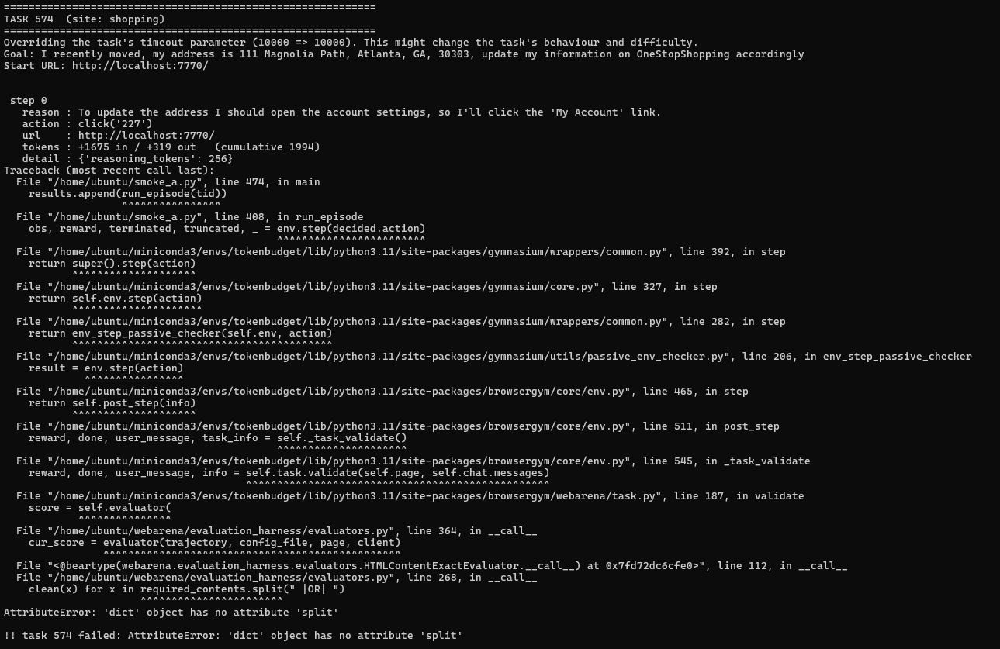 ============================================================
TASK 574  (site: shopping)
============================================================
Overriding the task's timeout parameter (10000 => 10000). This might change the task's behaviour and difficulty.
Goal: I recently moved, my address is 111 Magnolia Path, Atlanta, GA, 30303, update my information on OneStopShopping accordingly
Start URL: http://localhost:7770/
 step 0
   reason : To update the address I should open the account settings, so I'll click the 'My Account' link.
   action : click('227')
   url    : http://localhost:7770/
   tokens : +1675 in / +319 out   (cumulative 1994)
   detail : {'reasoning_tokens': 256}
Traceback (most recent call last):
  File "/home/ubuntu/smoke_a.py", line 474, in main
    results.append(run_episode(tid))
                   ^^^^^^^^^^^^^^^^
  File "/home/ubuntu/smoke_a.py", line 408, in run_episode
    obs, reward, terminated, truncated, _ = env.step(decided.action)
                                            ^^^^^^^^^^^^^^^^^^^^^^^^
  File "/home/ubuntu/miniconda3/envs/tokenbudget/lib/python3.11/site-packages/gymnasium/wrappers/common.py", line 392, in step
    return super().step(action)
           ^^^^^^^^^^^^^^^^^^^^
  File "/home/ubuntu/miniconda3/envs/tokenbudget/lib/python3.11/site-packages/gymnasium/core.py", line 327, in step
    return self.env.step(action)
           ^^^^^^^^^^^^^^^^^^^^^
  File "/home/ubuntu/miniconda3/envs/tokenbudget/lib/python3.11/site-packages/gymnasium/wrappers/common.py", line 282, in step
    return env_step_passive_checker(self.env, action)
           ^^^^^^^^^^^^^^^^^^^^^^^^^^^^^^^^^^^^^^^^^^
  File "/home/ubuntu/miniconda3/envs/tokenbudget/lib/python3.11/site-packages/gymnasium/utils/passive_env_checker.py", line 206, in env_step_passive_checker
    result = env.step(action)
             ^^^^^^^^^^^^^^^^
  File "/home/ubuntu/miniconda3/envs/tokenbudget/lib/python3.11/site-packages/browsergym/core/env.py", line 465, in step
    return self.post_step(info)
           ^^^^^^^^^^^^^^^^^^^^
  File "/home/ubuntu/miniconda3/envs/tokenbudget/lib/python3.11/site-packages/browsergym/core/env.py", line 511, in post_step
    reward, done, user_message, task_info = self._task_validate()
                                            ^^^^^^^^^^^^^^^^^^^^^
  File "/home/ubuntu/miniconda3/envs/tokenbudget/lib/python3.11/site-packages/browsergym/core/env.py", line 545, in _task_validate
    reward, done, user_message, info = self.task.validate(self.page, self.chat.messages)
                                       ^^^^^^^^^^^^^^^^^^^^^^^^^^^^^^^^^^^^^^^^^^^^^^^^^
  File "/home/ubuntu/miniconda3/envs/tokenbudget/lib/python3.11/site-packages/browsergym/webarena/task.py", line 187, in validate
    score = self.evaluator(
            ^^^^^^^^^^^^^^^
  File "/home/ubuntu/webarena/evaluation_harness/evaluators.py", line 364, in __call__
    cur_score = evaluator(trajectory, config_file, page, client)
                ^^^^^^^^^^^^^^^^^^^^^^^^^^^^^^^^^^^^^^^^^^^^^^^^
  File "<@beartype(webarena.evaluation_harness.evaluators.HTMLContentExactEvaluator.__call__) at 0x7fd72dc6cfe0>", line 112, in __call__
  File "/home/ubuntu/webarena/evaluation_harness/evaluators.py", line 268, in __call__
    clean(x) for x in required_contents.split(" |OR| ")
                      ^^^^^^^^^^^^^^^^^^^^^^^
AttributeError: 'dict' object has no attribute 'split'
!! task 574 failed: AttributeError: 'dict' object has no attribute 'split'